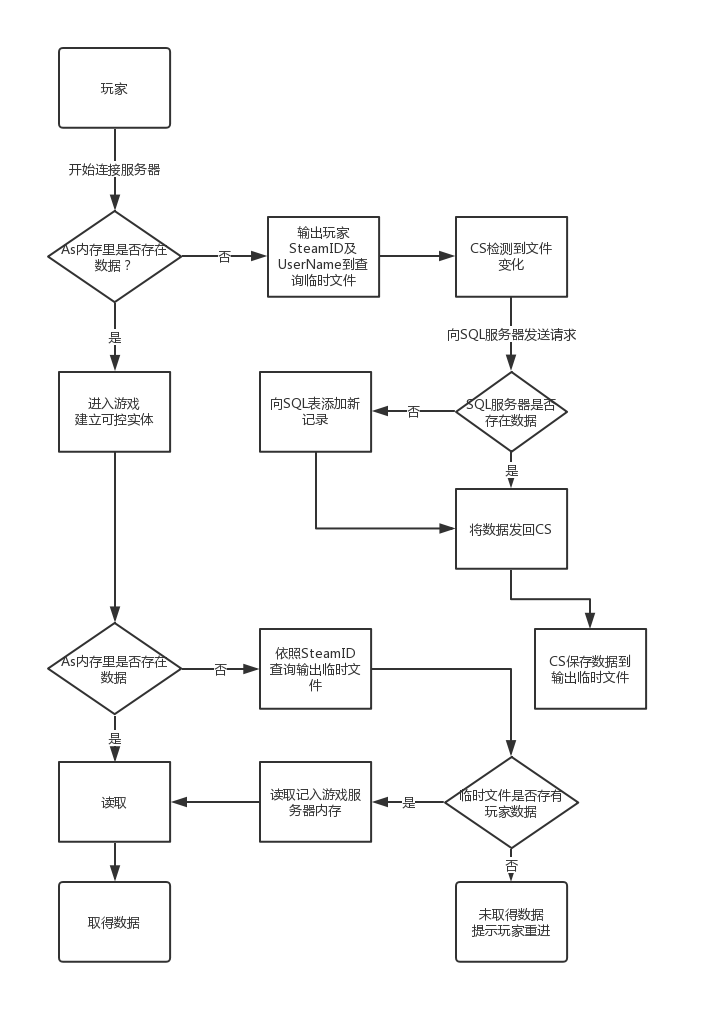 玩家
开始连接服务器
As内存里是否存在
数据？
否
输出玩家
SteamID及
UserName到查
询临时文件
CS检测到文件
变化
是
向SQL服务器发送请求
进入游戏
建立可控实体
向SQL表添加新
记录
否
SQL服务器是否
存在数据
是
将数据发回CS
As内存里是否存在
数据
否
依照SteamID
查询输出临时文
件
CS保存数据到
输出临时文件
是
读取
读取记入游戏服
务器内存
是
临时文件是否存有
玩家数据
否
取得数据
未取得数据
提示玩家重进